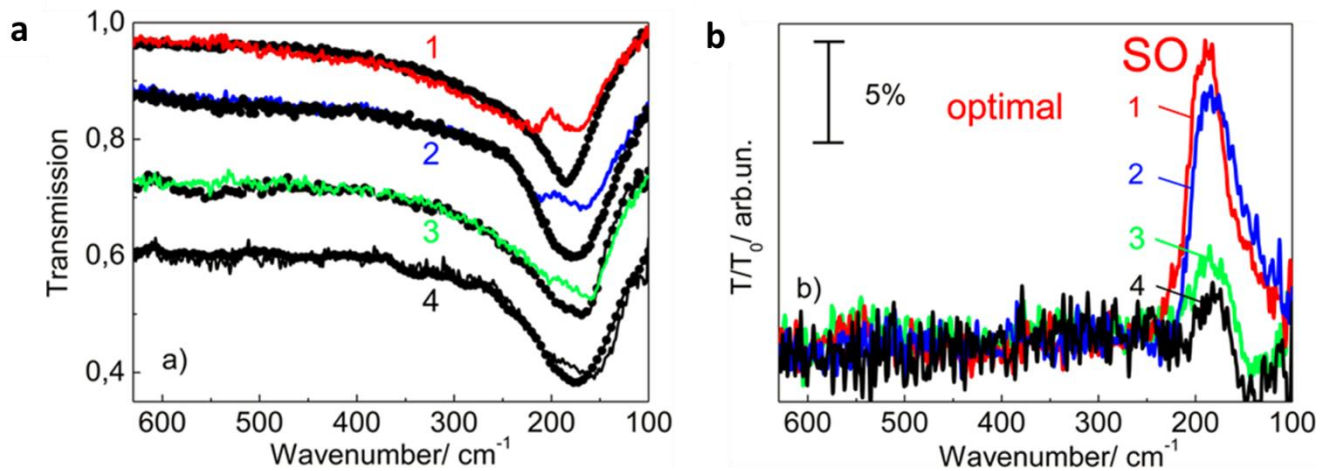 a
1,0
0,8
0,6
0,4
Transmission
1
2
3
4
a)
600 500 400 300 200 100
Wavenumber/ cm⁻¹
b
T/T₀/ arb.un.
5%
optimal
SO
1
2
3
4
b)
600 500 400 300 200 100
Wavenumber/ cm⁻¹